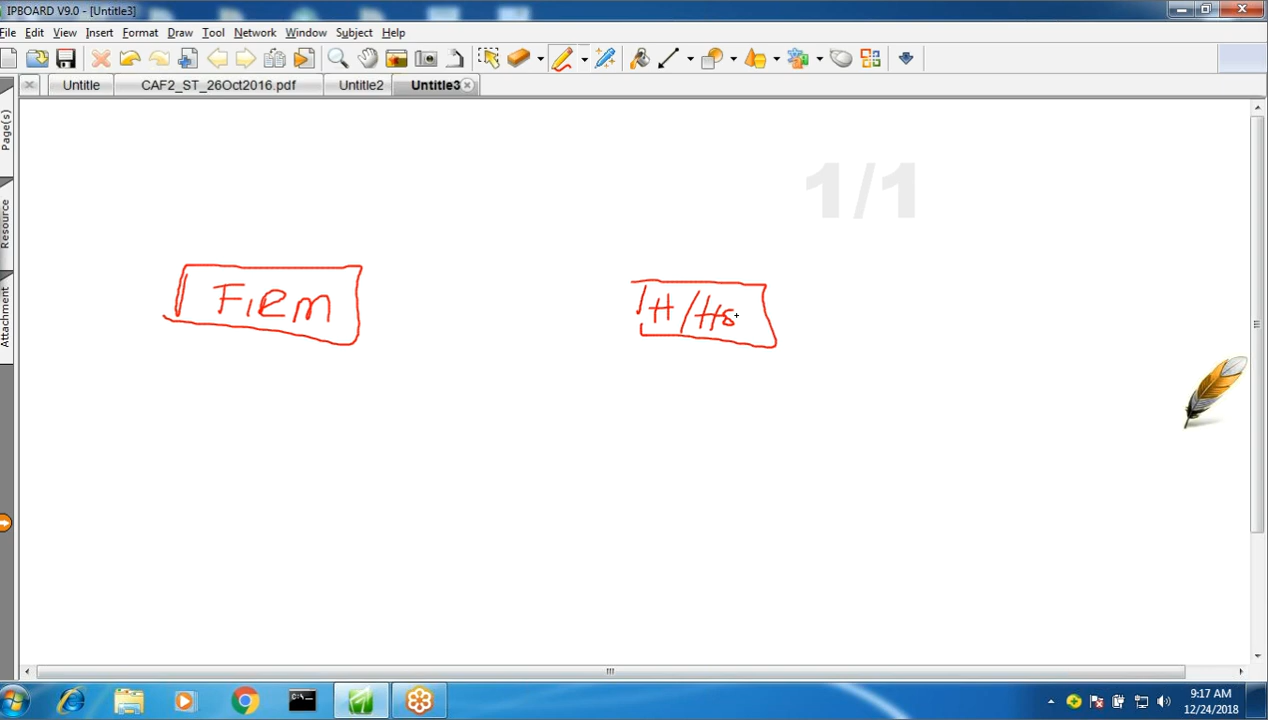 IPBOARD V9.0 - [Untitle3]
File Edit View Insert Format Draw Tool Network Window Subject Help
Untitle CAF2_ST_26Oct2016.pdf Untitle2 Untitle3
Page(s)
Resource
Attachment
1/1
FIRM
H/Hs
9:17 AM
12/24/2018